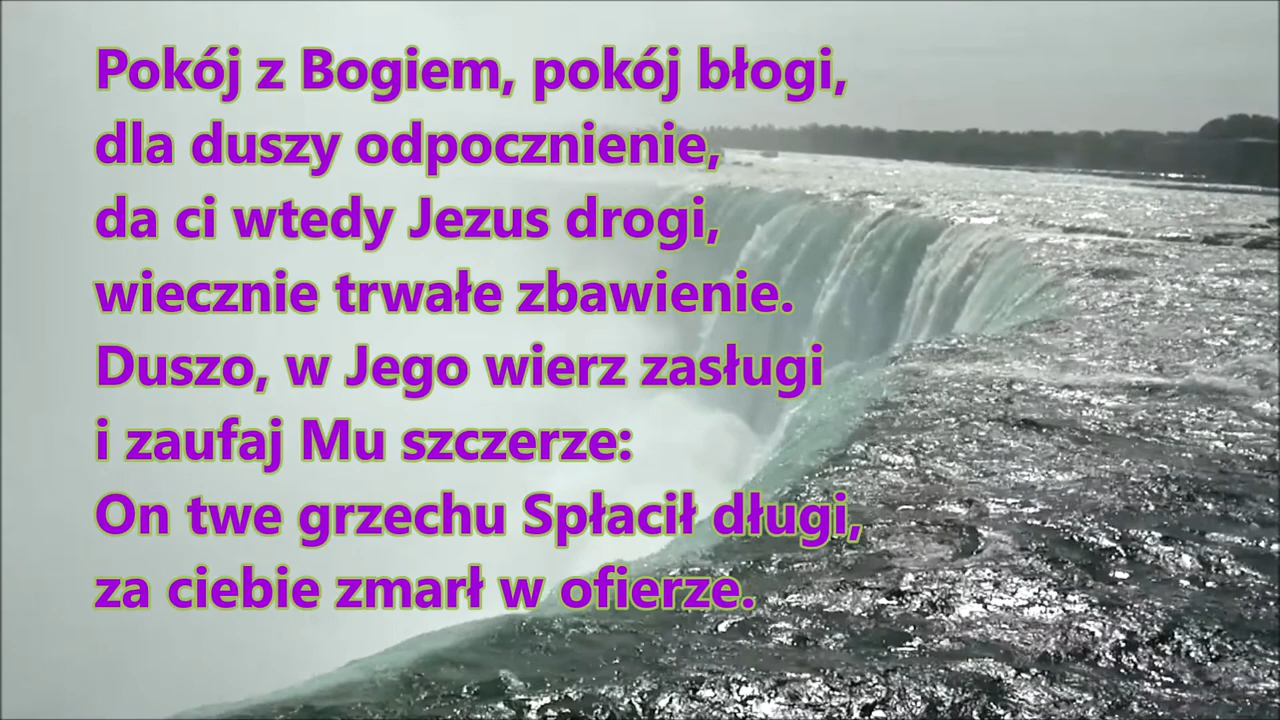 Pokój z Bogiem, pokój błogi,
dla duszy odpocznienie,
da ci wtedy Jezus drogi,
wiecznie trwałe zbawienie.
Duszo, w Jego wierz zasługi
i zaufaj Mu szczerze:
On twe grzechu Spłacił długi,
za ciebie zmarł w ofierze.